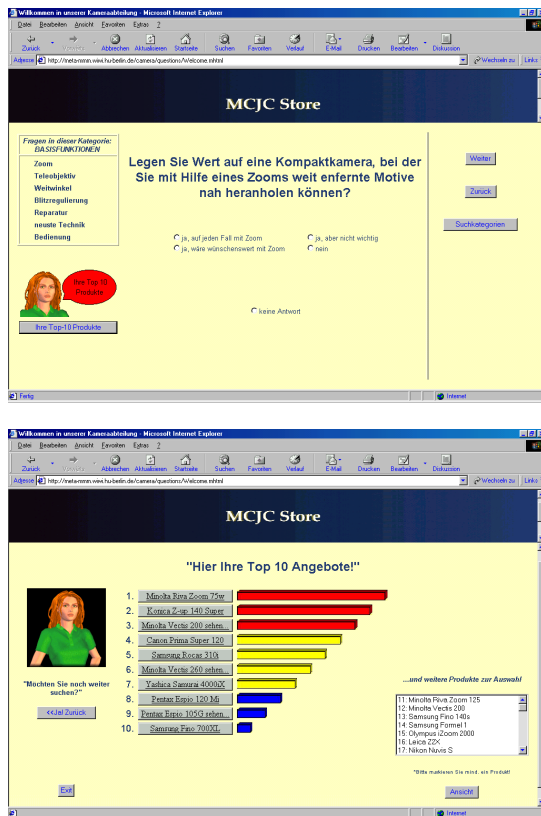 Willkommen in unserer Kameraabteilung - Microsoft Internet Explorer
Datei Bearbeiten Ansicht Favoriten Extras ?
Zurück Vorwärts Abbrechen Aktualisieren Startseite Suchen Favoriten Verlauf E-Mail Drucken Bearbeiten Diskussion
Adresse http://meta-mmm.wiwi.hu-berlin.de/camera/questions/Welcome.mhtml Wechseln zu Links
MCJC Store
Fragen in dieser Kategorie:
BASISFUNKTIONEN
Zoom
Teleobjektiv
Weitwinkel
Blitzregulierung
Reparatur
neuste Technik
Bedienung
Legen Sie Wert auf eine Kompaktkamera, bei der
Sie mit Hilfe eines Zooms weit enfernte Motive
nah heranholen können?
ja, auf jeden Fall mit Zoom
ja, aber nicht wichtig
ja, wäre wünschenswert mit Zoom
nein
keine Antwort
Weiter
Zurück
Suchkategorien
Ihre Top 10
Produkte
Ihre Top-10 Produkte
Fertig
Internet
Willkommen in unserer Kameraabteilung - Microsoft Internet Explorer
Datei Bearbeiten Ansicht Favoriten Extras ?
Zurück Vorwärts Abbrechen Aktualisieren Startseite Suchen Favoriten Verlauf E-Mail Drucken Bearbeiten Diskussion
Adresse http://meta-mmm.wiwi.hu-berlin.de/camera/questions/Welcome.mhtml Wechseln zu Links
MCJC Store
"Hier Ihre Top 10 Angebote!"
1. Minolta Riva Zoom 75w
2. Konica Z-up 140 Super
3. Minolta Vectis 200 sehen...
4. Canon Prima Super 120
5. Samsung Rocas 310i
6. Minolta Vectis 260 sehen...
7. Yashica Samurai 4000iX
8. Pentax Espio 120 Mi
9. Pentax Espio 105G sehen...
10. Samsung Fino 700XL
"Möchten Sie noch weiter
suchen?"
<<Ja! Zurück
...und weitere Produkte zur Auswahl
11: Minolta Riva Zoom 125
12: Minolta Vectis 200
13: Samsung Fino 140s
14: Samsung Formel 1
15: Olympus iZoom 2000
16: Leica Z2X
17: Nikon Nuvis S
*Bitte markieren Sie mind. ein Produkt!
Exit
Ansicht
Internet